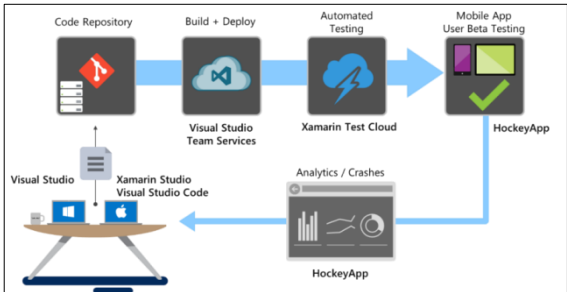 Code Repository
Build + Deploy
Automated
Testing
Mobile App
User Beta Testing
Visual Studio
Team Services
Xamarin Test Cloud
HockeyApp
Visual Studio
Xamarin Studio
Visual Studio Code
Analytics / Crashes
HockeyApp